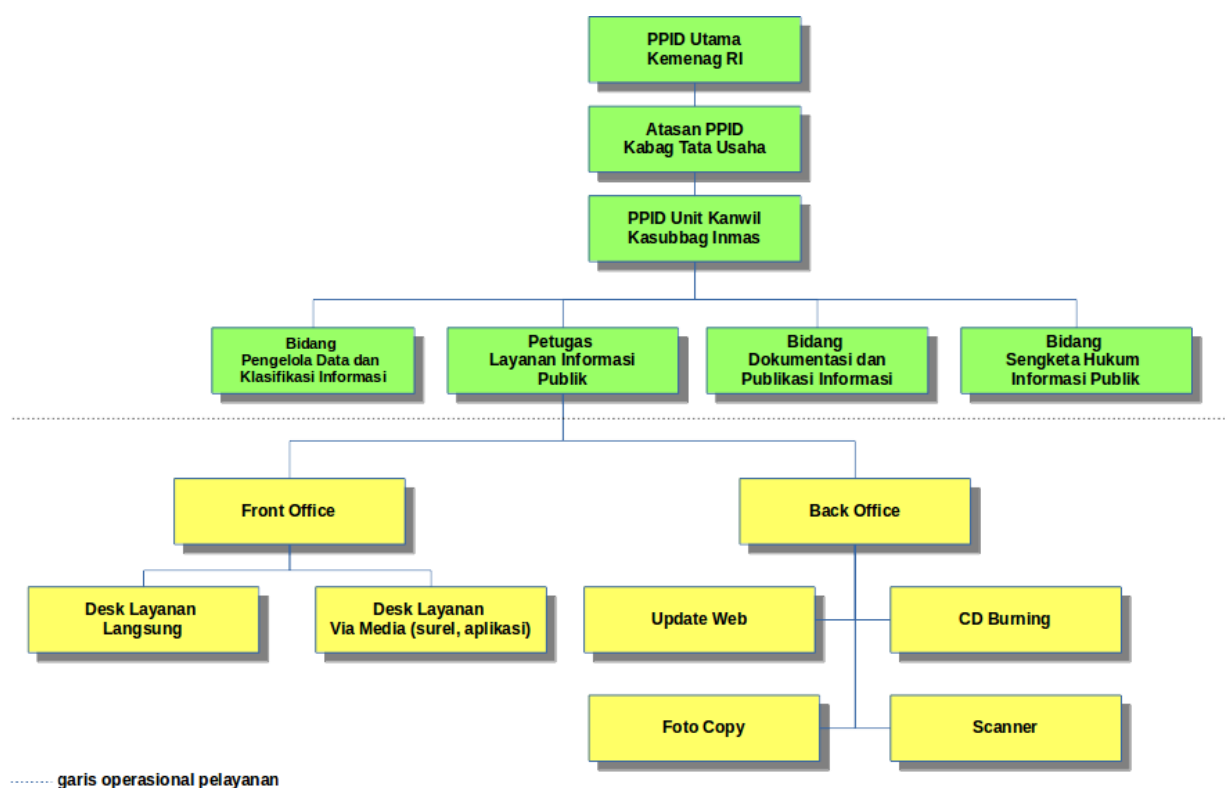 PPID Utama
Kemenag RI
Atasan PPID
Kabag Tata Usaha
PPID Unit Kanwil
Kasubbag Inmas
Bidang
Pengelola Data dan
Klasifikasi Informasi
Petugas
Layanan Informasi
Publik
Bidang
Dokumentasi dan
Publikasi Informasi
Bidang
Sengketa Hukum
Informasi Publik
Front Office
Back Office
Desk Layanan
Langsung
Desk Layanan
Via Media (surel, aplikasi)
Update Web
CD Burning
Foto Copy
Scanner
garis operasional pelayanan